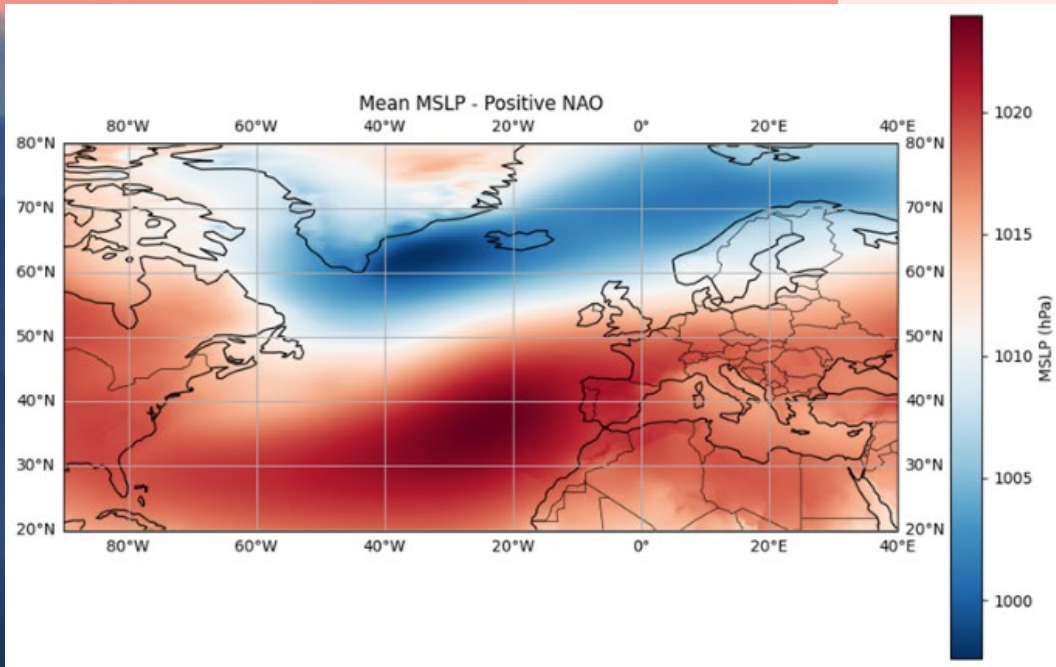 Mean MSLP - Positive NAO
80°W 60°W 40°W 20°W 0° 20°E 40°E
80°N 80°N
70°N 70°N
60°N 60°N
50°N 50°N
40°N 40°N
30°N 30°N
20°N 20°N
80°W 60°W 40°W 20°W 0° 20°E 40°E
1020
1015
1010
1005
1000
MSLP (hPa)